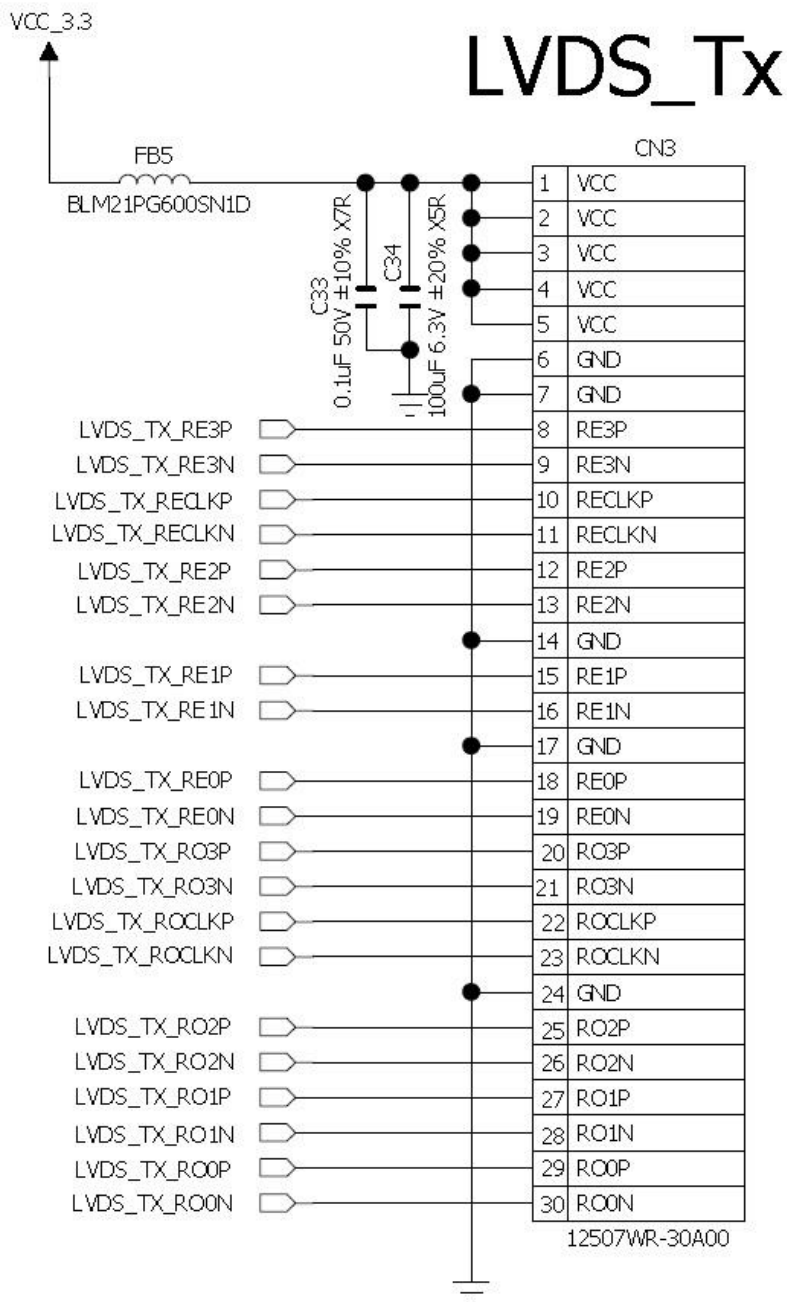 VCC_3.3
LVDS_Tx
FB5
BLM21PG600SN1D
C33
0.1uF 50V ±10% X7R
C34
100uF 6.3V ±20% X5R
CN3
1 VCC
2 VCC
3 VCC
4 VCC
5 VCC
6 GND
7 GND
LVDS_TX_RE3P 8 RE3P
LVDS_TX_RE3N 9 RE3N
LVDS_TX_RECLKP 10 RECLKP
LVDS_TX_RECLKN 11 RECLKN
LVDS_TX_RE2P 12 RE2P
LVDS_TX_RE2N 13 RE2N
14 GND
LVDS_TX_RE1P 15 RE1P
LVDS_TX_RE1N 16 RE1N
17 GND
LVDS_TX_RE0P 18 RE0P
LVDS_TX_RE0N 19 RE0N
LVDS_TX_RO3P 20 RO3P
LVDS_TX_RO3N 21 RO3N
LVDS_TX_ROCLKP 22 ROCLKP
LVDS_TX_ROCLKN 23 ROCLKN
24 GND
LVDS_TX_RO2P 25 RO2P
LVDS_TX_RO2N 26 RO2N
LVDS_TX_RO1P 27 RO1P
LVDS_TX_RO1N 28 RO1N
LVDS_TX_RO0P 29 RO0P
LVDS_TX_RO0N 30 RO0N
12507WR-30A00